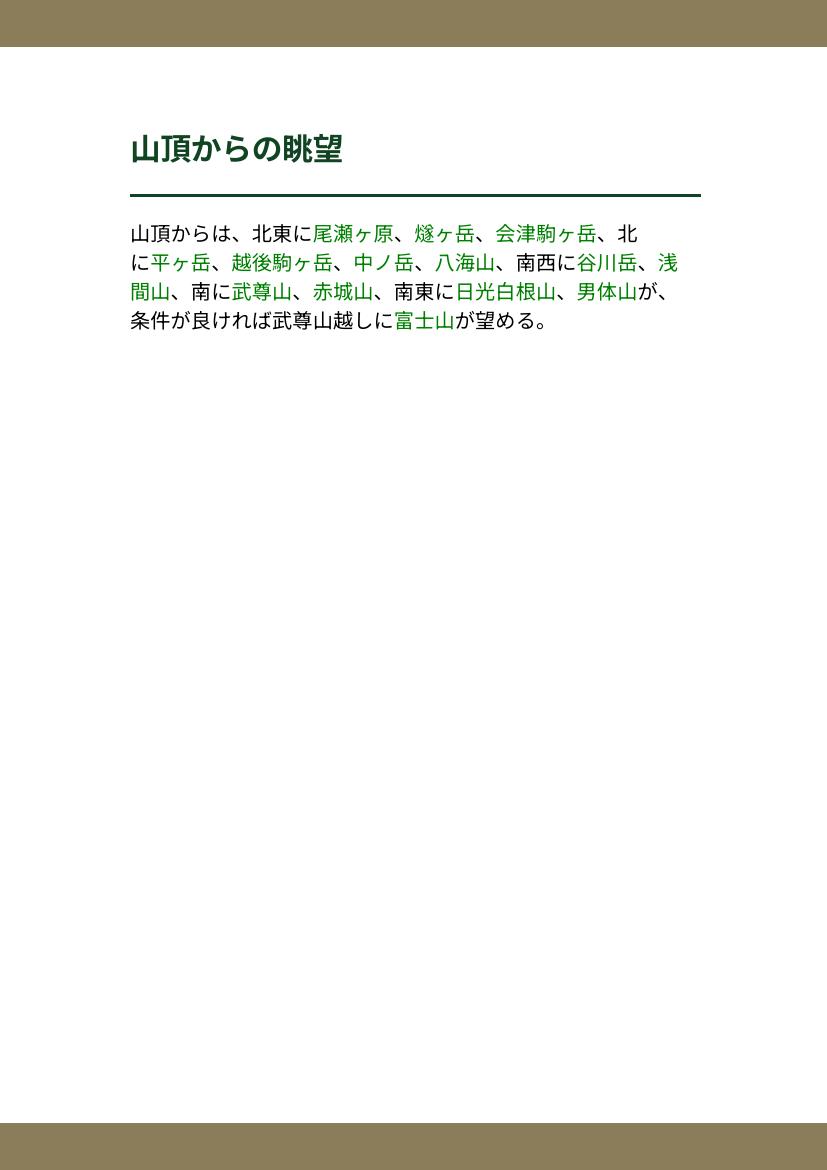 山頂からの眺望
山頂からは、北東に尾瀬ヶ原、燧ヶ岳、会津駒ヶ岳、北
に平ヶ岳、越後駒ヶ岳、中ノ岳、八海山、南西に谷川岳、浅
間山、南に武尊山、赤城山、南東に日光白根山、男体山が、
条件が良ければ武尊山越しに富士山が望める。